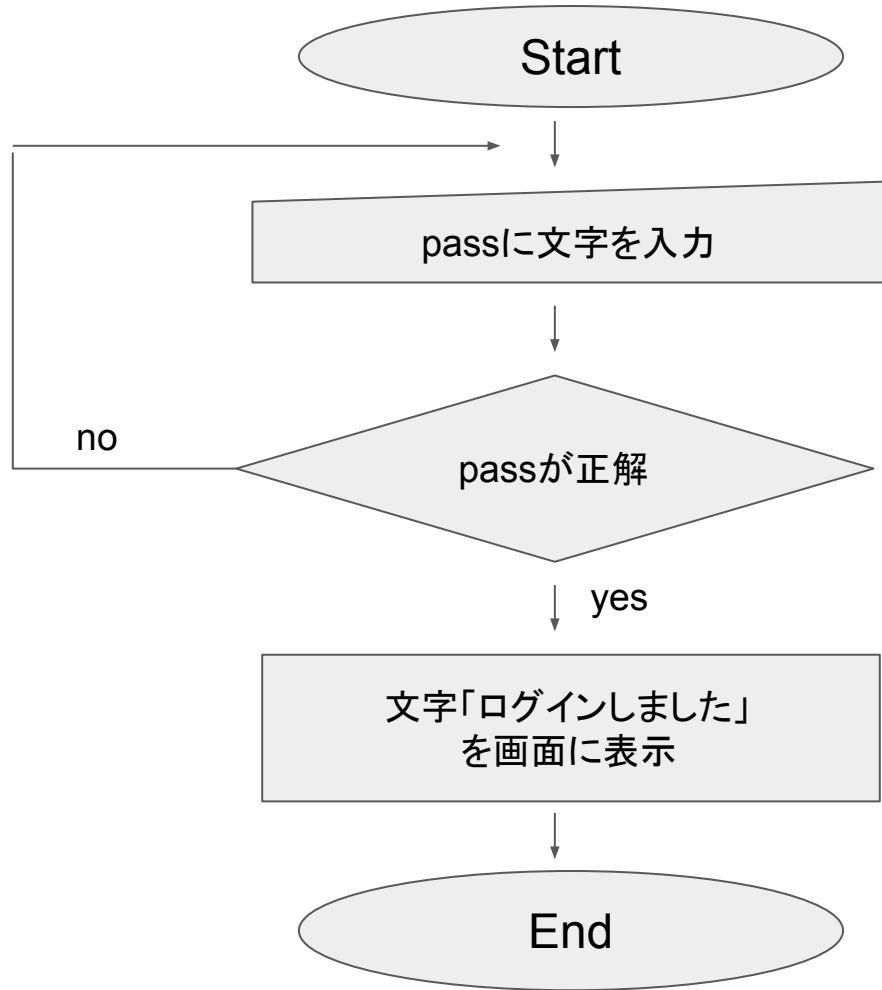 Start
passに文字を入力
no
passが正解
yes
文字「ログインしました」
を画面に表示
End